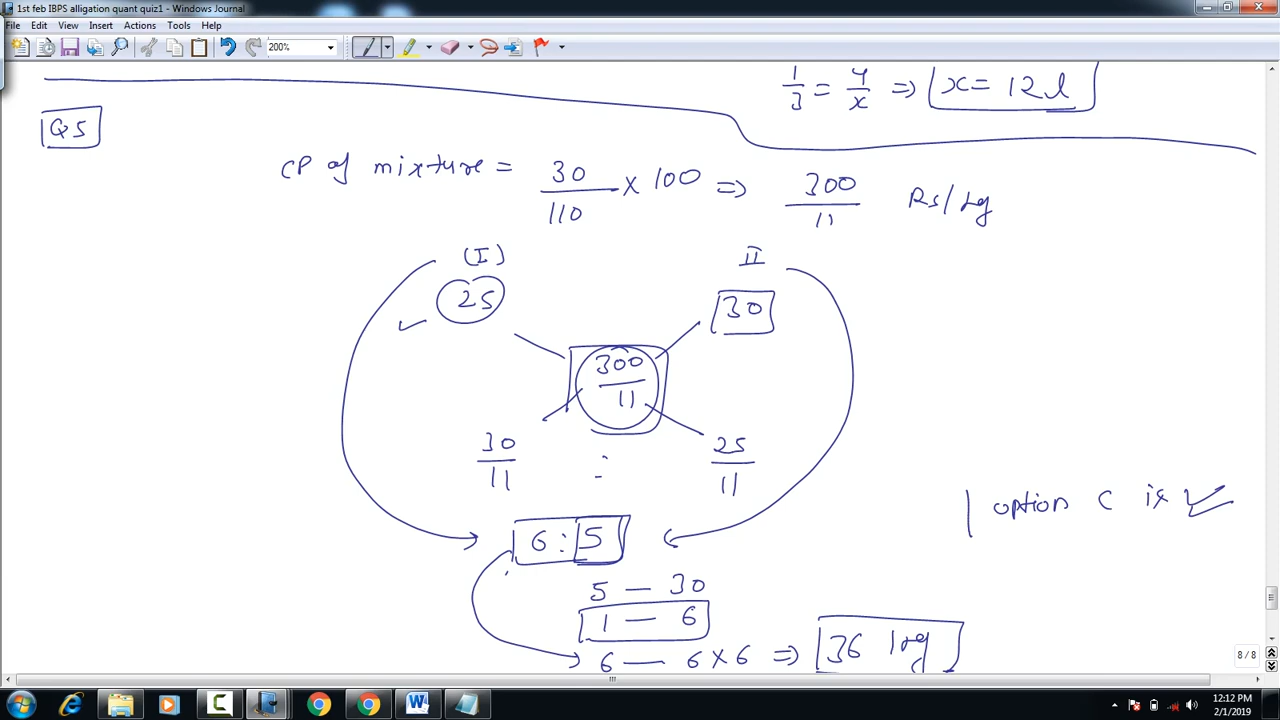 1st feb IBPS alligation quant quiz1 - Windows Journal
File Edit View Insert Actions Tools Help
200%
1/3 = 4/x ⇒ x = 12 l
Q5
CP of mixture = 30/110 × 100 ⇒ 300/11 Rs/kg
(I) II
25 30
300/11
30/11 : 25/11
6 : 5
option C is ✓
5 — 30
1 — 6
6 — 6 × 6 ⇒ 36 kg
8 / 8
12:12 PM
2/1/2019